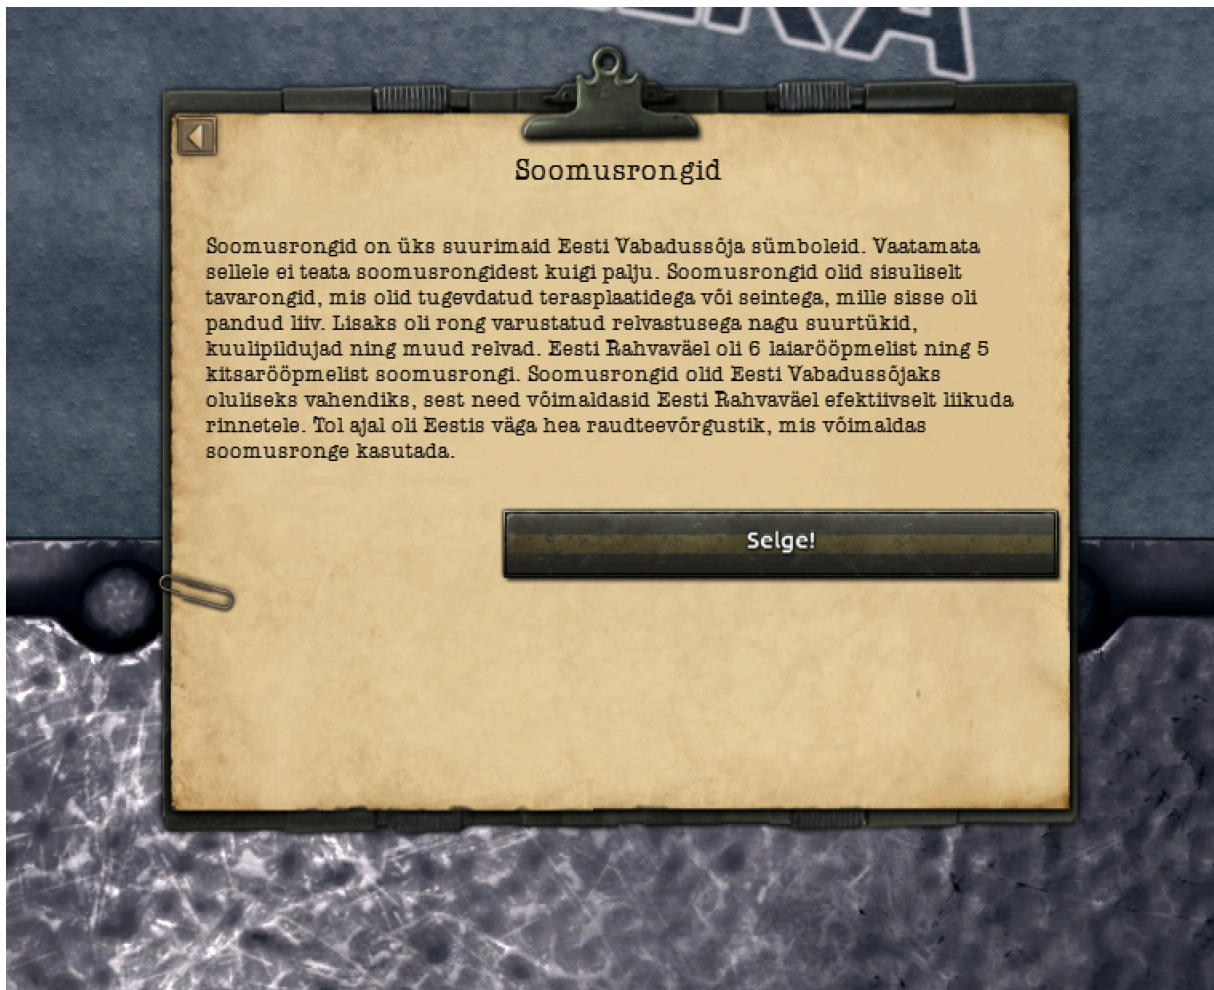 Soomusrongid
Soomusrongid on üks suurimaid Eesti Vabadussõja sümboleid. Vaatamata
sellele ei teata soomusrongidest kuigi palju. Soomusrongid olid sisuliselt
tavarongid, mis olid tugevdatud terasplaatidega või seintega, mille sisse oli
pandud liiv. Lisaks oli rong varustatud relvastusega nagu suurtükid,
kuulipildujad ning muud relvad. Eesti Rahvaväel oli 6 laiarööpmelist ning 5
kitsarööpmelist soomusrongi. Soomusrongid olid Eesti Vabadussõjaks
oluliseks vahendiks, sest need võimaldasid Eesti Rahvaväel efektiivselt liikuda
rinnetele. Tol ajal oli Eestis väga hea raudteevõrgustik, mis võimaldas
soomusronge kasutada.
Selge!